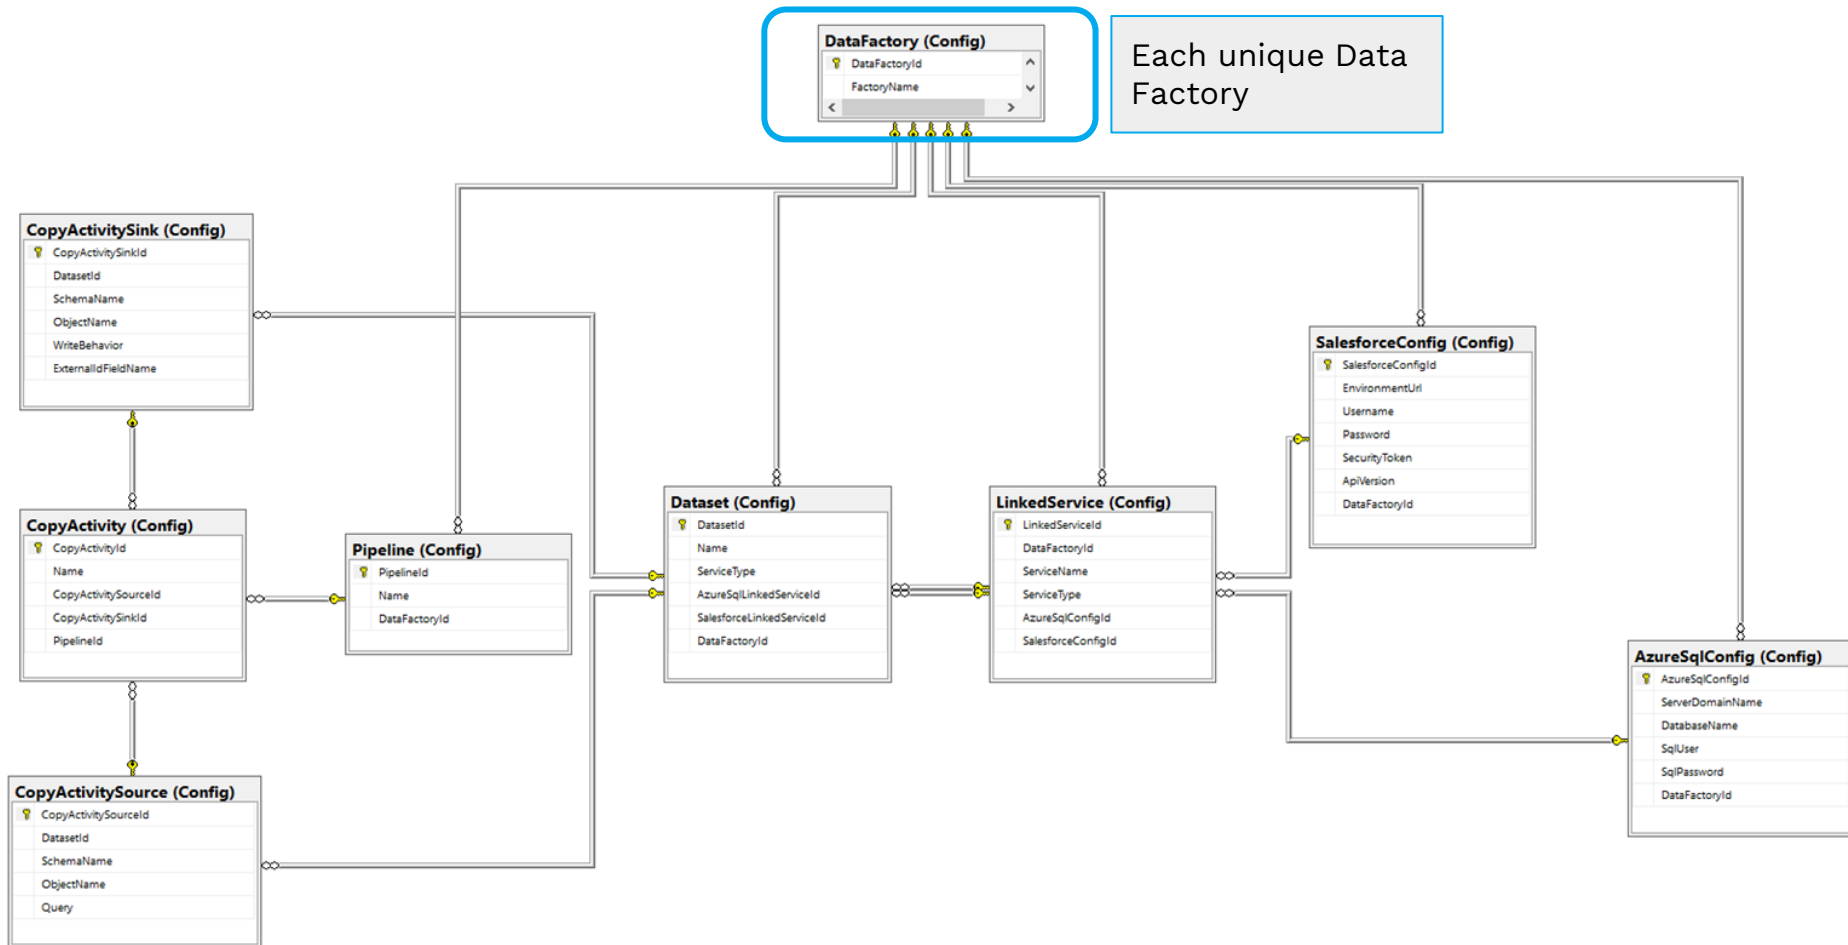 DataFactory (Config)
DataFactoryId
FactoryName
Each unique Data
Factory
CopyActivitySink (Config)
CopyActivitySinkId
DatasetId
SchemaName
ObjectName
WriteBehavior
ExternalIdFieldName
CopyActivity (Config)
CopyActivityId
Name
CopyActivitySourceId
CopyActivitySinkId
PipelineId
CopyActivitySource (Config)
CopyActivitySourceId
DatasetId
SchemaName
ObjectName
Query
Pipeline (Config)
PipelineId
Name
DataFactoryId
Dataset (Config)
DatasetId
Name
ServiceType
AzureSqlLinkedServiceId
SalesforceLinkedServiceId
DataFactoryId
LinkedService (Config)
LinkedServiceId
DataFactoryId
ServiceName
ServiceType
AzureSqlConfigId
SalesforceConfigId
SalesforceConfig (Config)
SalesforceConfigId
EnvironmentUrl
Username
Password
SecurityToken
ApiVersion
DataFactoryId
AzureSqlConfig (Config)
AzureSqlConfigId
ServerDomainName
DatabaseName
SqlUser
SqlPassword
DataFactoryId